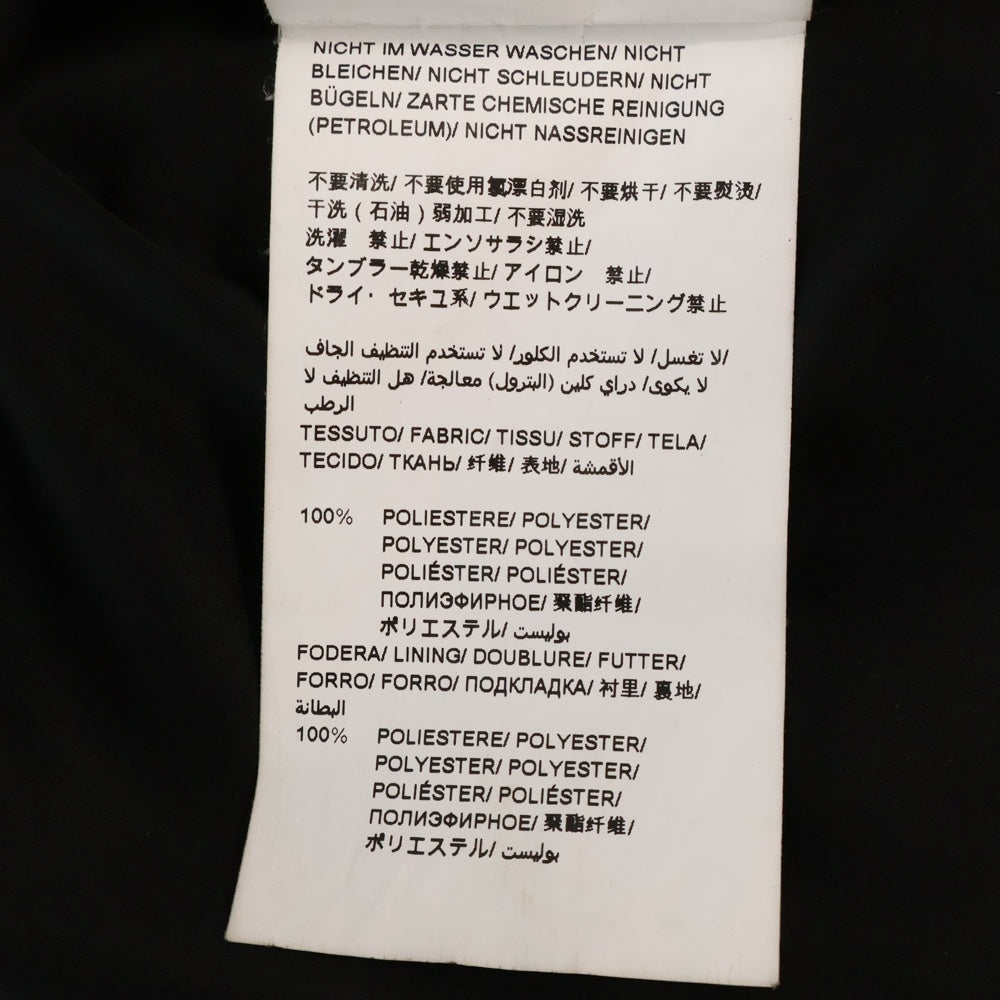 NICHT IM WASSER WASCHEN/ NICHT
BLEICHEN/ NICHT SCHLEUDERN/ NICHT
BÜGELN/ ZARTE CHEMISCHE REINIGUNG
(PETROLEUM)/ NICHT NASSREINIGEN
不要清洗/ 不要使用氯漂白剂/ 不要烘干/ 不要熨烫/
干洗 ( 石油 ) 弱加工/ 不要湿洗
洗濯　禁止/ エンソサラシ禁止/
タンブラー乾燥禁止/ アイロン　禁止/
ドライ・ セキユ系/ ウエットクリーニング禁止
لا تغسل/ لا تستخدم الكلور/ لا تستخدم التنظيف الجاف/
لا يكوى/ دراي كلين (البترول) معالجة/ هل التنظيف لا
الرطب
TESSUTO/ FABRIC/ TISSU/ STOFF/ TELA/
TECIDO/ ТКАНЬ/ 纤维/ 表地/ الأقمشة
100% POLIESTERE/ POLYESTER/
POLYESTER/ POLYESTER/
POLIÉSTER/ POLIÉSTER/
ПОЛИЭФИРНОЕ/ 聚酯纤维/
ポリエステル/ بوليست
FODERA/ LINING/ DOUBLURE/ FUTTER/
FORRO/ FORRO/ ПОДКЛАДКА/ 衬里/ 裏地/
البطانة
100% POLIESTERE/ POLYESTER/
POLYESTER/ POLYESTER/
POLIÉSTER/ POLIÉSTER/
ПОЛИЭФИРНОЕ/ 聚酯纤维/
ポリエステル/ بوليست